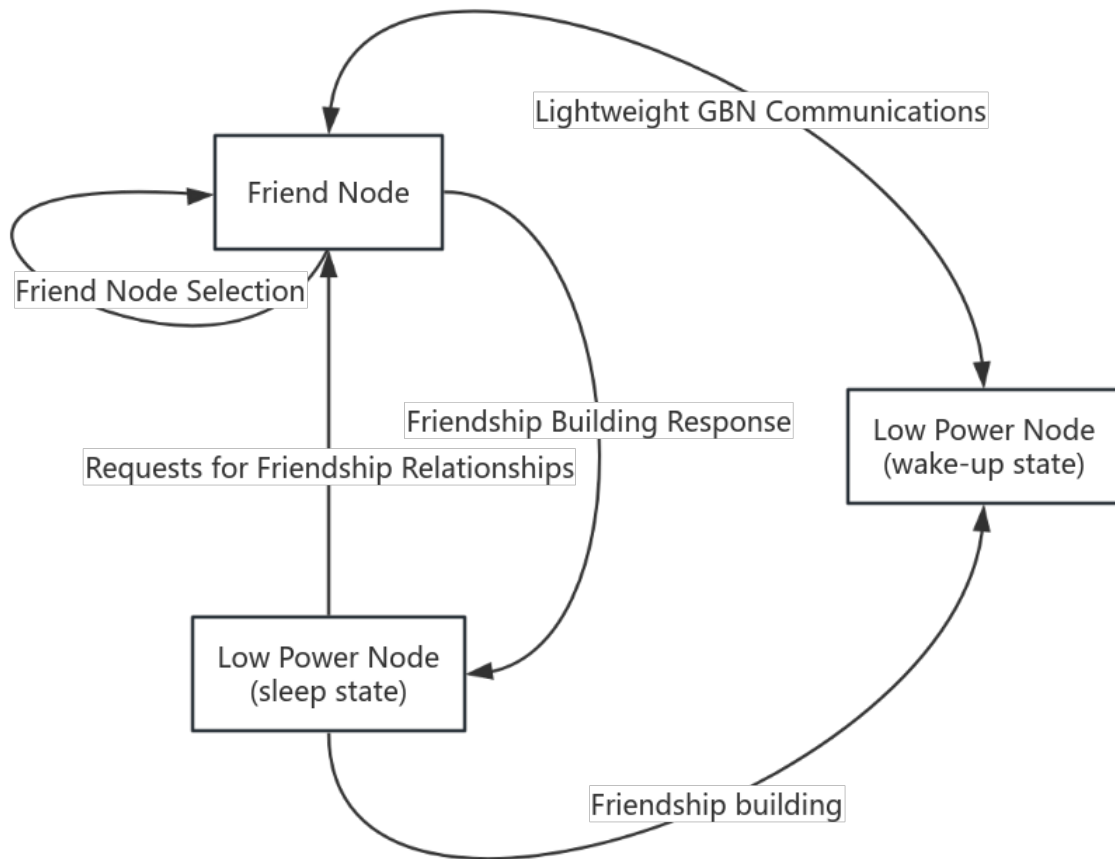 Lightweight GBN Communications
Friend Node
Friend Node Selection
Friendship Building Response
Low Power Node
(wake-up state)
Requests for Friendship Relationships
Low Power Node
(sleep state)
Friendship building